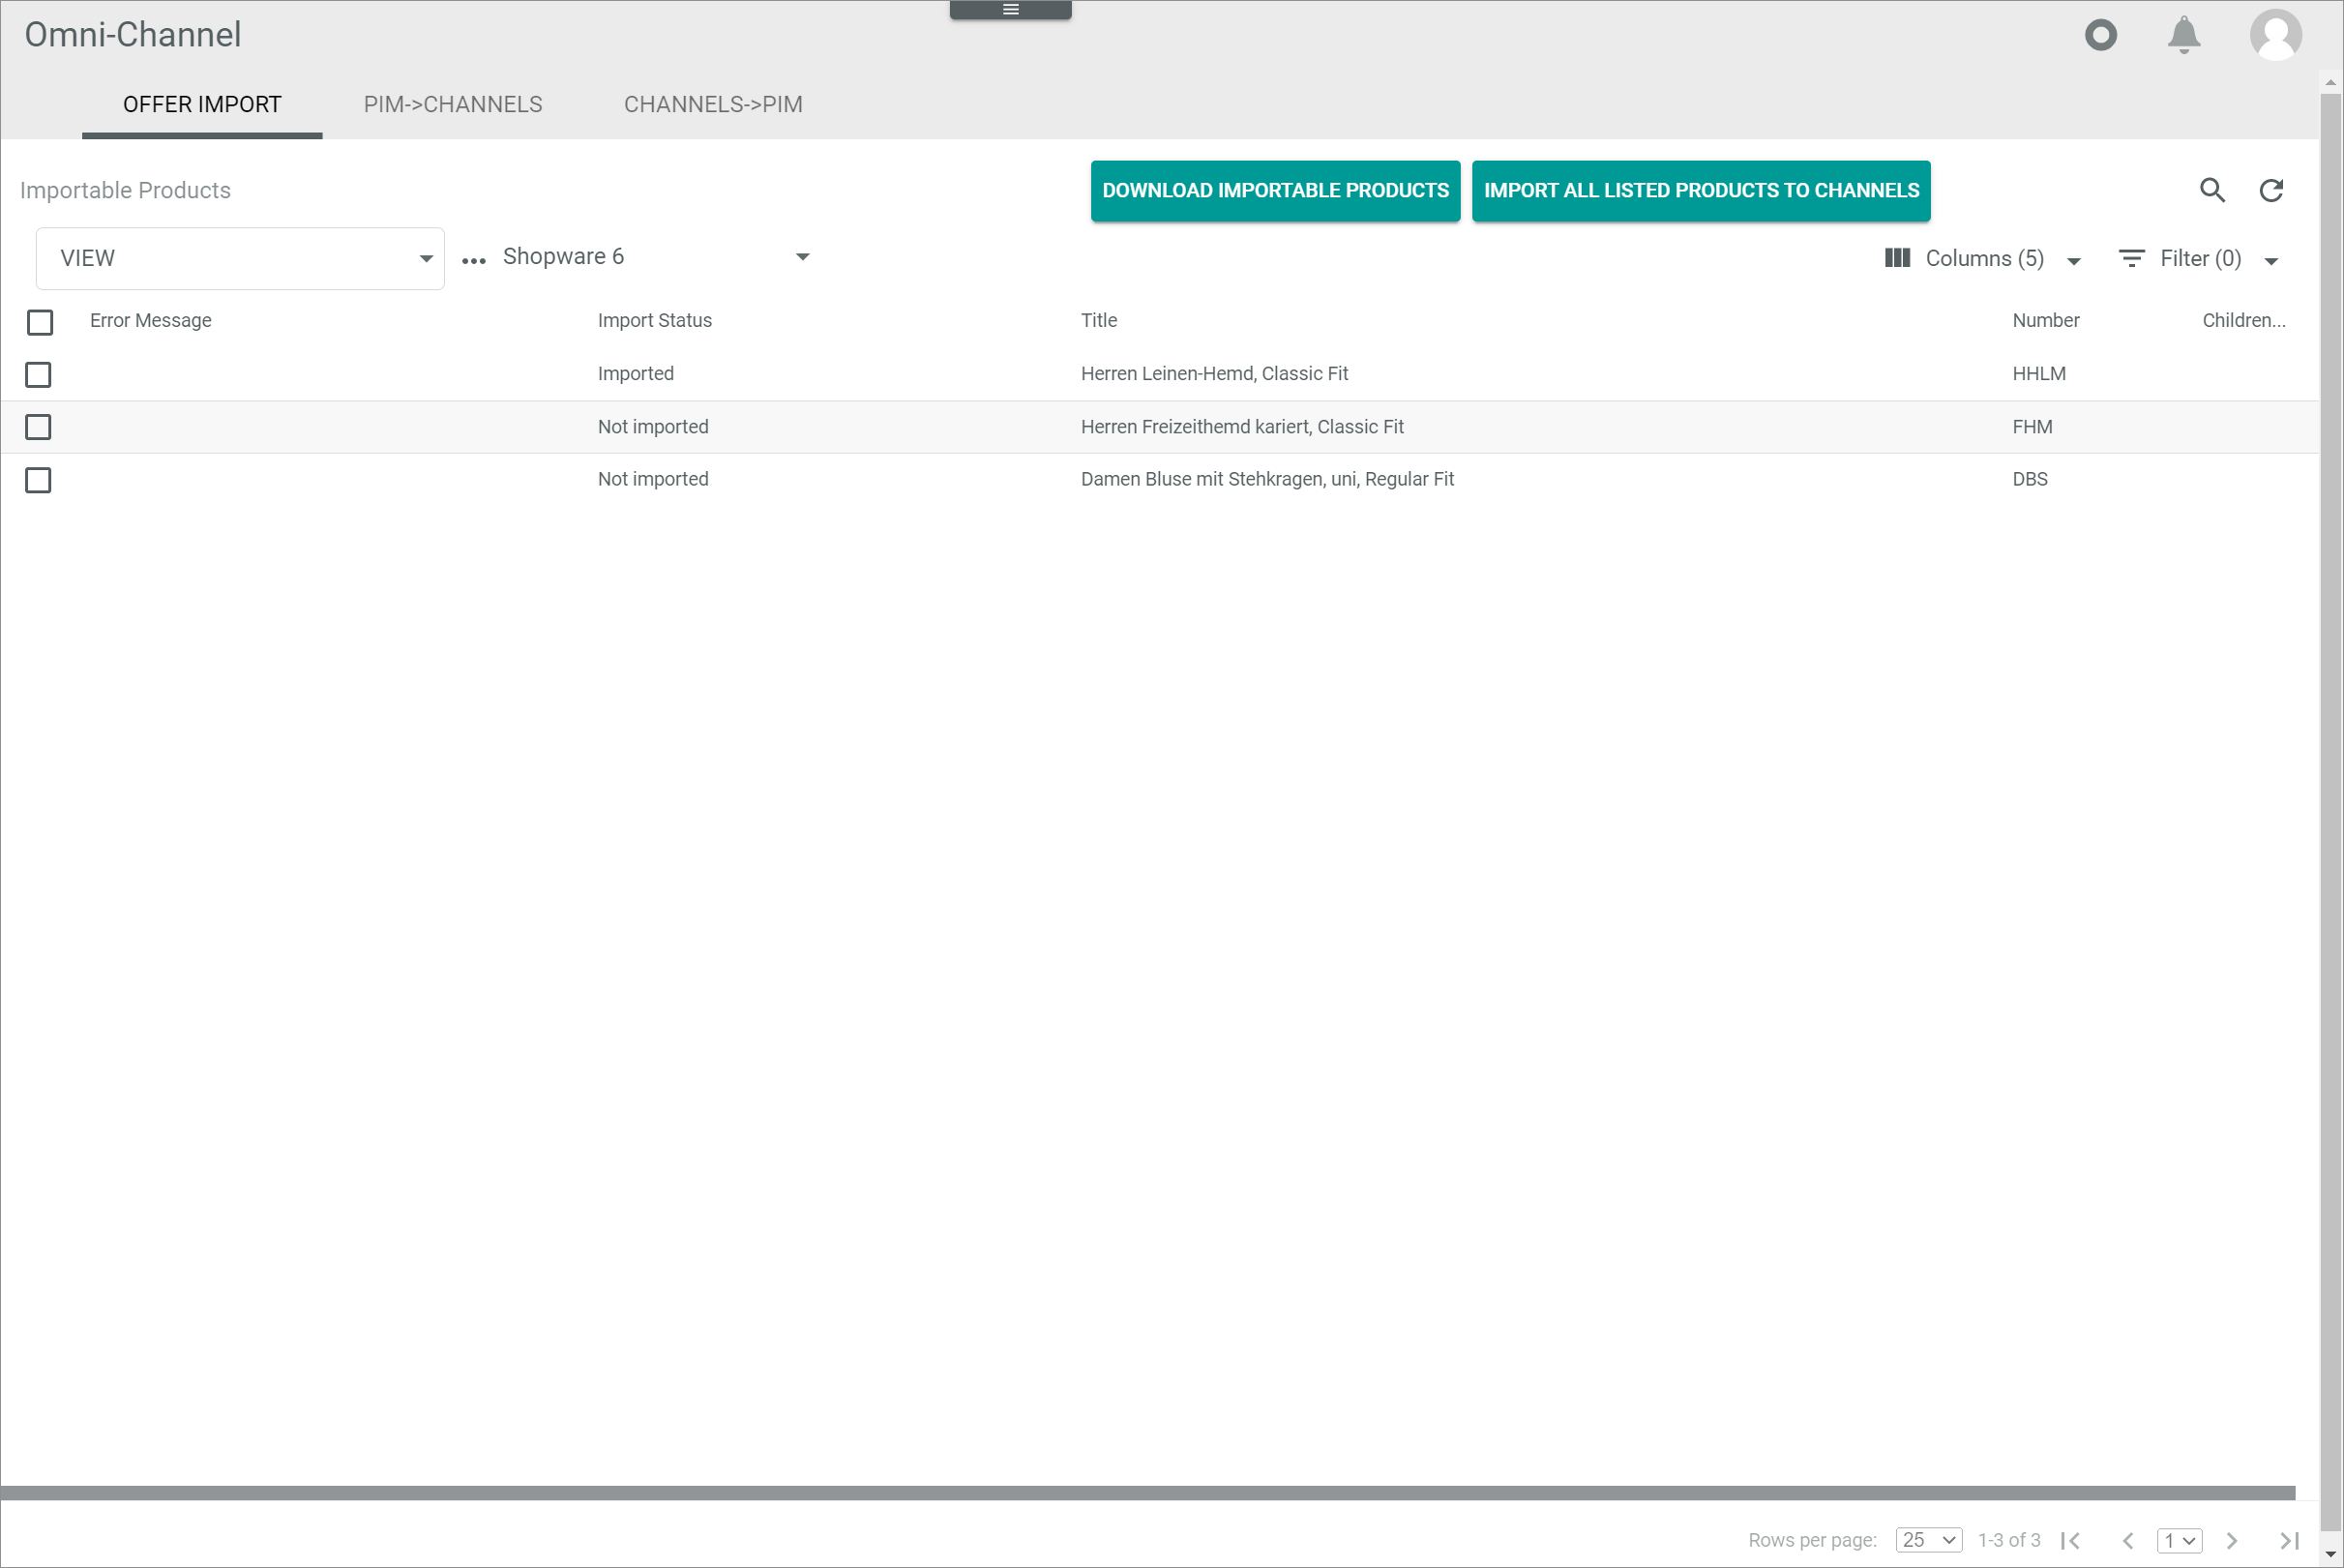 Omni-Channel
OFFER IMPORT PIM->CHANNELS CHANNELS->PIM
Importable Products DOWNLOAD IMPORTABLE PRODUCTS IMPORT ALL LISTED PRODUCTS TO CHANNELS
VIEW ... Shopware 6 Columns (5) Filter (0)
Error Message Import Status Title Number Children...
Imported Herren Leinen-Hemd, Classic Fit HHLM
Not imported Herren Freizeithemd kariert, Classic Fit FHM
Not imported Damen Bluse mit Stehkragen, uni, Regular Fit DBS
Rows per page: 25 1-3 of 3 1